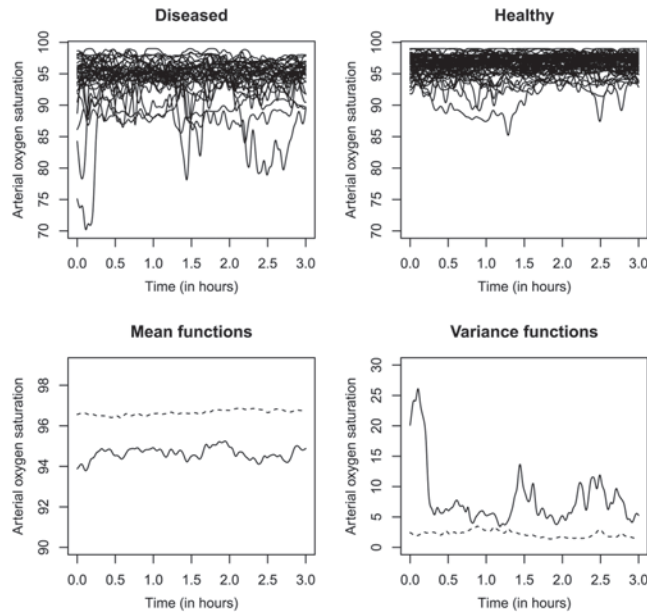 Diseased
Arterial oxygen saturation
100
95
90
85
80
75
70
0.0 0.5 1.0 1.5 2.0 2.5 3.0
Time (in hours)
Healthy
Arterial oxygen saturation
100
95
90
85
80
75
70
0.0 0.5 1.0 1.5 2.0 2.5 3.0
Time (in hours)
Mean functions
Arterial oxygen saturation
98
96
94
92
90
0.0 0.5 1.0 1.5 2.0 2.5 3.0
Time (in hours)
Variance functions
Arterial oxygen saturation
30
25
20
15
10
5
0
0.0 0.5 1.0 1.5 2.0 2.5 3.0
Time (in hours)